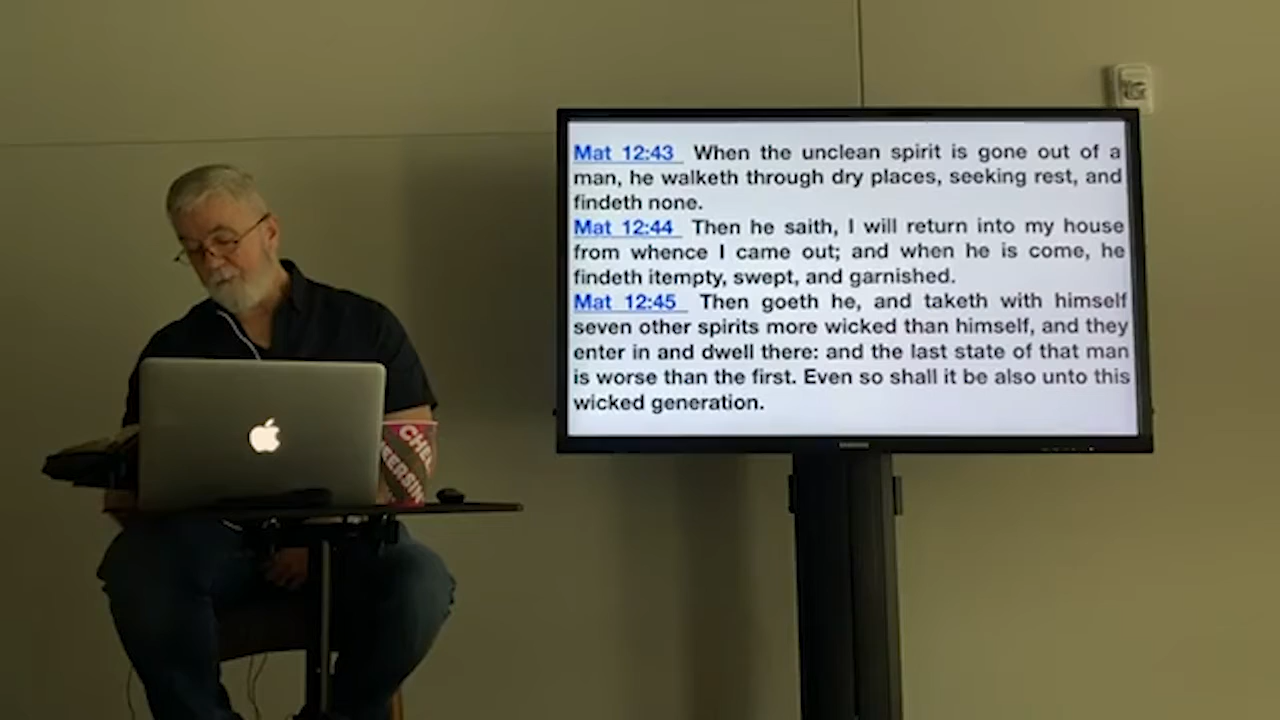 Mat 12:43 When the unclean spirit is gone out of a
man, he walketh through dry places, seeking rest, and
findeth none.
Mat 12:44 Then he saith, I will return into my house
from whence I came out; and when he is come, he
findeth itempty, swept, and garnished.
Mat 12:45 Then goeth he, and taketh with himself
seven other spirits more wicked than himself, and they
enter in and dwell there: and the last state of that man
is worse than the first. Even so shall it be also unto this
wicked generation.